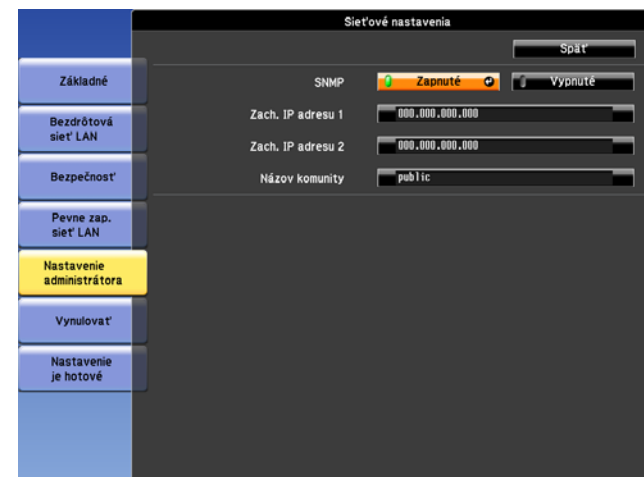 Sieťové nastavenia
Späť
Základné
Bezdrôtová
sieť LAN
Bezpečnosť
Pevne zap.
sieť LAN
Nastavenie
administrátora
Vynulovať
Nastavenie
je hotové
SNMP Zapnuté Vypnuté
Zach. IP adresu 1 000.000.000.000
Zach. IP adresu 2 000.000.000.000
Názov komunity public